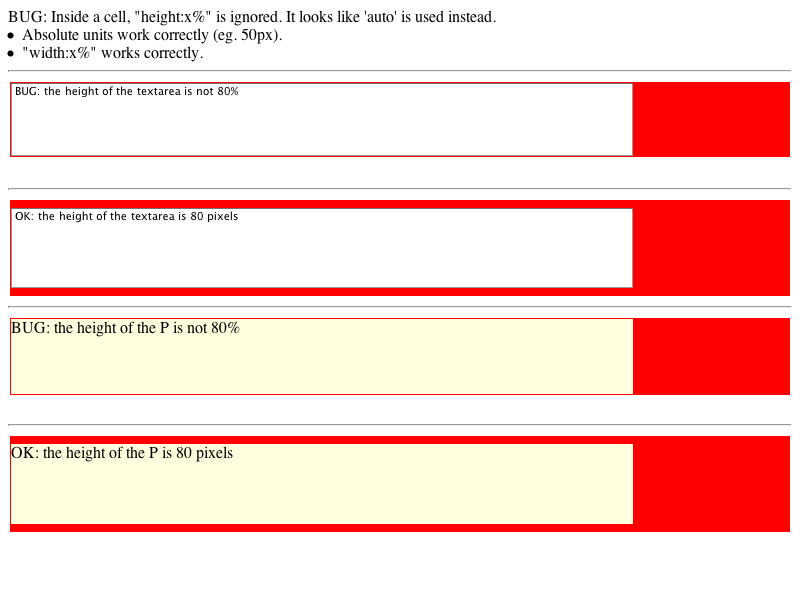 BUG: Inside a cell, "height:x%" is ignored. It looks like 'auto' is used instead.
• Absolute units work correctly (eg. 50px).
• "width:x%" works correctly.
BUG: the height of the textarea is not 80%
OK: the height of the textarea is 80 pixels
BUG: the height of the P is not 80%
OK: the height of the P is 80 pixels